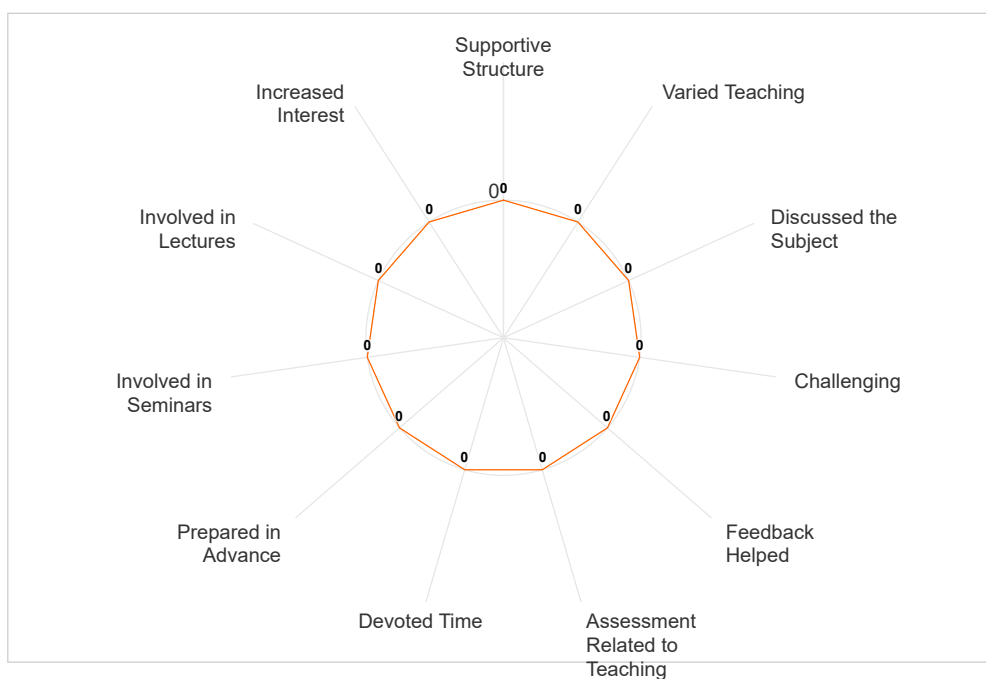 Supportive
Structure
Varied Teaching
Discussed the
Subject
Challenging
Feedback
Helped
Assessment
Related to
Teaching
Devoted Time
Prepared in
Advance
Involved in
Seminars
Involved in
Lectures
Increased
Interest
0
0
0
0
0
0
0
0
0
0
0
0